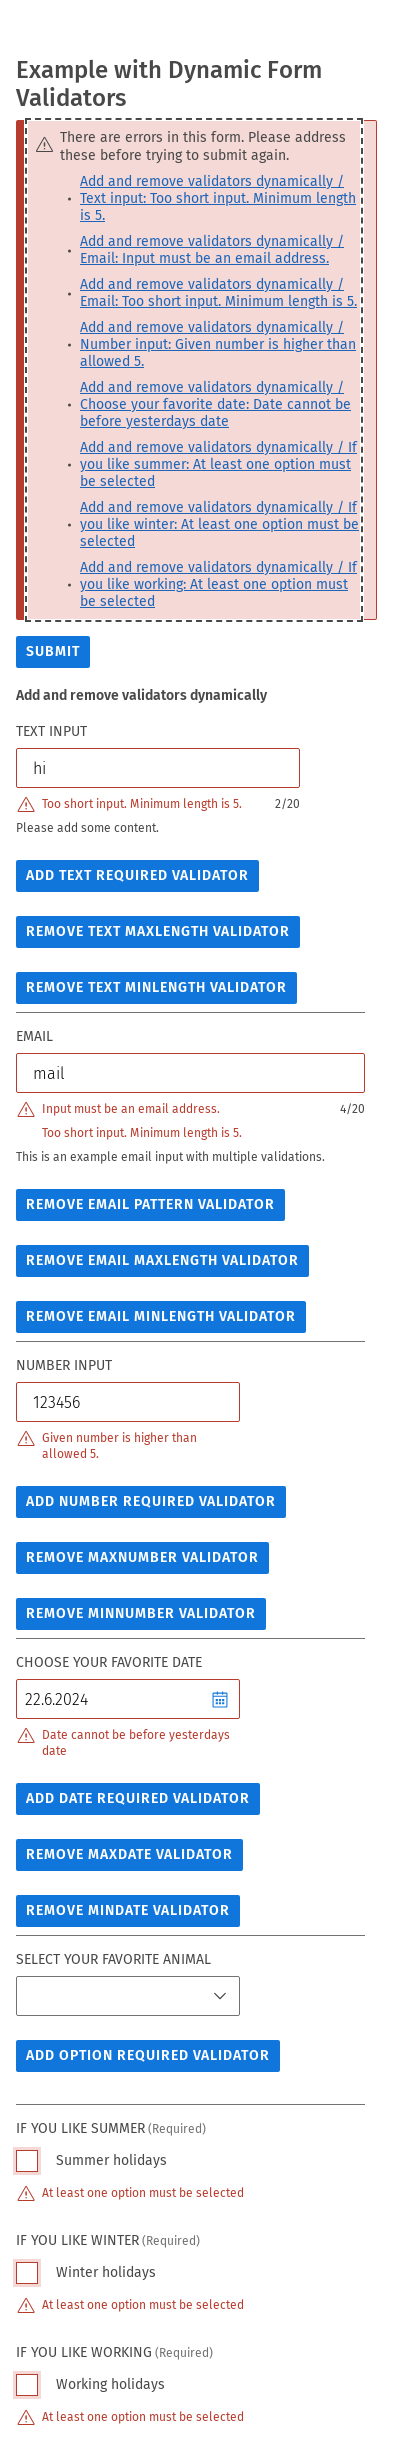 Example with Dynamic Form
Validators
There are errors in this form. Please address
these before trying to submit again.
Add and remove validators dynamically /
Text input: Too short input. Minimum length
is 5.
Add and remove validators dynamically /
Email: Input must be an email address.
Add and remove validators dynamically /
Email: Too short input. Minimum length is 5.
Add and remove validators dynamically /
Number input: Given number is higher than
allowed 5.
Add and remove validators dynamically /
Choose your favorite date: Date cannot be
before yesterdays date
Add and remove validators dynamically / If
you like summer: At least one option must
be selected
Add and remove validators dynamically / If
you like winter: At least one option must be
selected
Add and remove validators dynamically / If
you like working: At least one option must
be selected
SUBMIT
Add and remove validators dynamically
TEXT INPUT
hi
Too short input. Minimum length is 5. 2/20
Please add some content.
ADD TEXT REQUIRED VALIDATOR
REMOVE TEXT MAXLENGTH VALIDATOR
REMOVE TEXT MINLENGTH VALIDATOR
EMAIL
mail
Input must be an email address. 4/20
Too short input. Minimum length is 5.
This is an example email input with multiple validations.
REMOVE EMAIL PATTERN VALIDATOR
REMOVE EMAIL MAXLENGTH VALIDATOR
REMOVE EMAIL MINLENGTH VALIDATOR
NUMBER INPUT
123456
Given number is higher than
allowed 5.
ADD NUMBER REQUIRED VALIDATOR
REMOVE MAXNUMBER VALIDATOR
REMOVE MINNUMBER VALIDATOR
CHOOSE YOUR FAVORITE DATE
22.6.2024
Date cannot be before yesterdays
date
ADD DATE REQUIRED VALIDATOR
REMOVE MAXDATE VALIDATOR
REMOVE MINDATE VALIDATOR
SELECT YOUR FAVORITE ANIMAL
ADD OPTION REQUIRED VALIDATOR
IF YOU LIKE SUMMER (Required)
Summer holidays
At least one option must be selected
IF YOU LIKE WINTER (Required)
Winter holidays
At least one option must be selected
IF YOU LIKE WORKING (Required)
Working holidays
At least one option must be selected